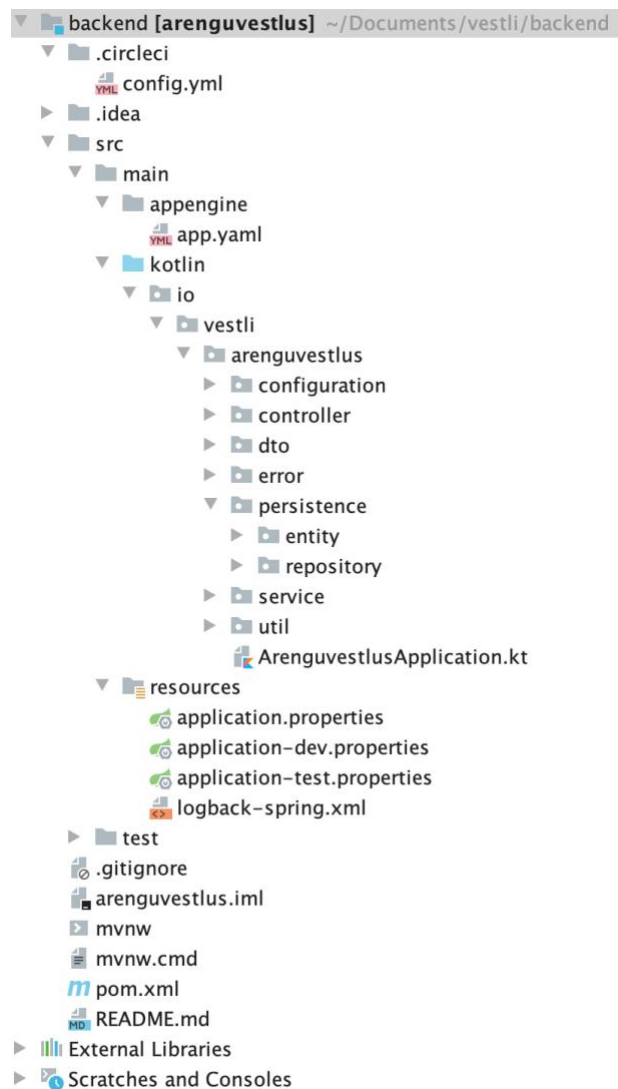 backend [arenguvestlus] ~/Documents/vestli/backend
.circleci
YML config.yml
.idea
src
main
appengine
YML app.yaml
kotlin
io
vestli
arenguvestlus
configuration
controller
dto
error
persistence
entity
repository
service
util
ArenguvestlusApplication.kt
resources
application.properties
application-dev.properties
application-test.properties
logback-spring.xml
test
.gitignore
arenguvestlus.iml
mvnw
mvnw.cmd
m pom.xml
MD README.md
External Libraries
Scratches and Consoles